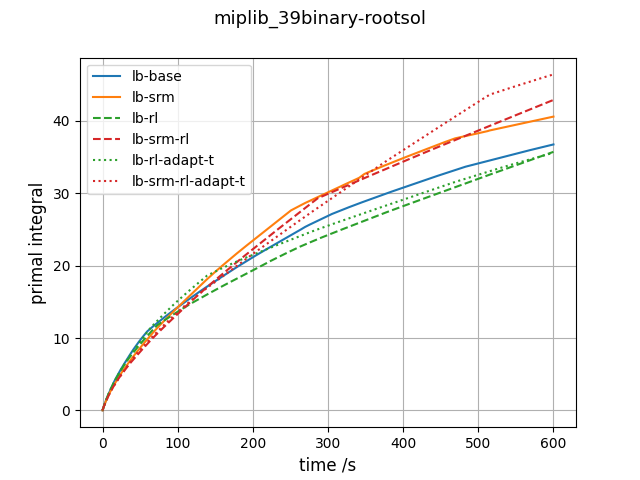 miplib_39binary-rootsol
lb-base
lb-srm
lb-rl
lb-srm-rl
lb-rl-adapt-t
lb-srm-rl-adapt-t
primal integral
40
30
20
10
0
0 100 200 300 400 500 600
time /s